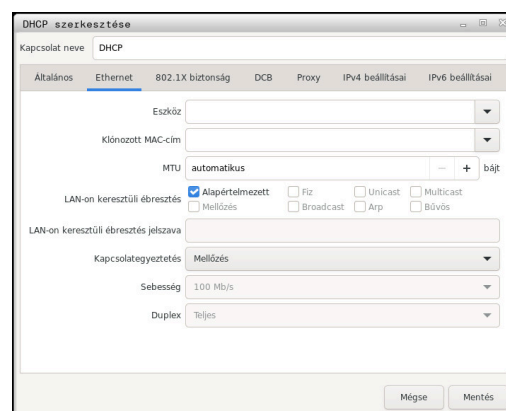 DHCP szerkesztése
Kapcsolat neve DHCP
Általános Ethernet 802.1X biztonság DCB Proxy IPv4 beállításai IPv6 beállításai
Eszköz
Klónozott MAC-cím
MTU automatikus − + bájt
LAN-on keresztüli ébresztés Alapértelmezett Fiz Unicast Multicast
Mellőzés Broadcast Arp Bűvös
LAN-on keresztüli ébresztés jelszava
Kapcsolategyeztetés Mellőzés
Sebesség 100 Mb/s
Duplex Teljes
Mégse Mentés